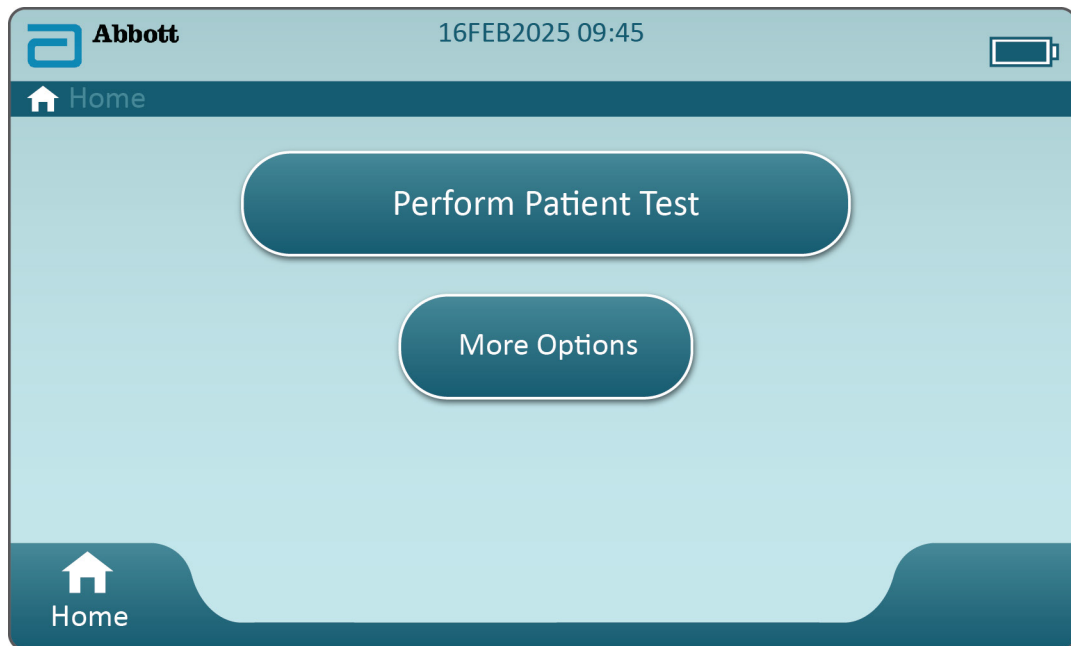 Abbott
16FEB2025 09:45
Home
Perform Patient Test
More Options
Home